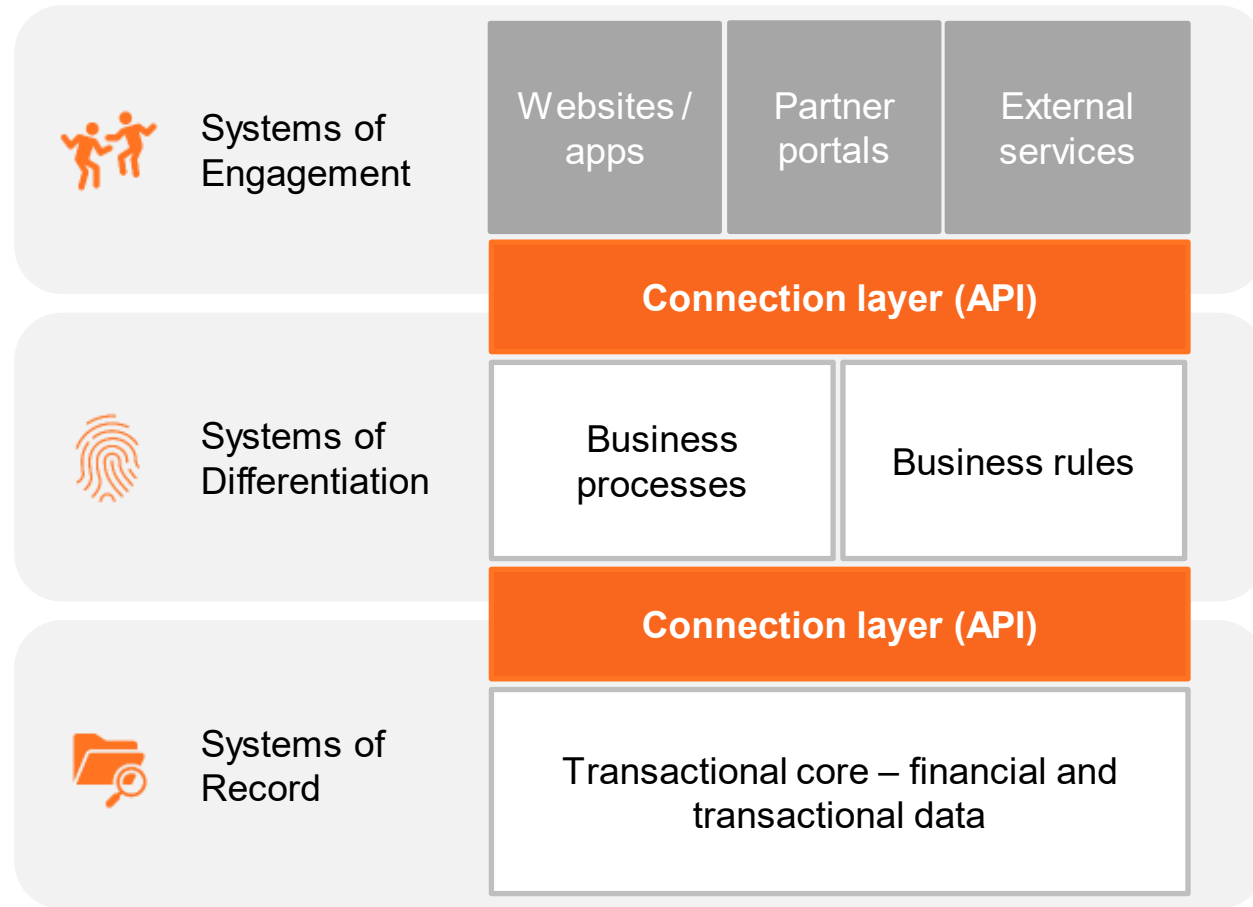 Systems of
Engagement
Websites /
apps
Partner
portals
External
services
Connection layer (API)
Systems of
Differentiation
Business
processes
Business rules
Connection layer (API)
Systems of
Record
Transactional core – financial and
transactional data